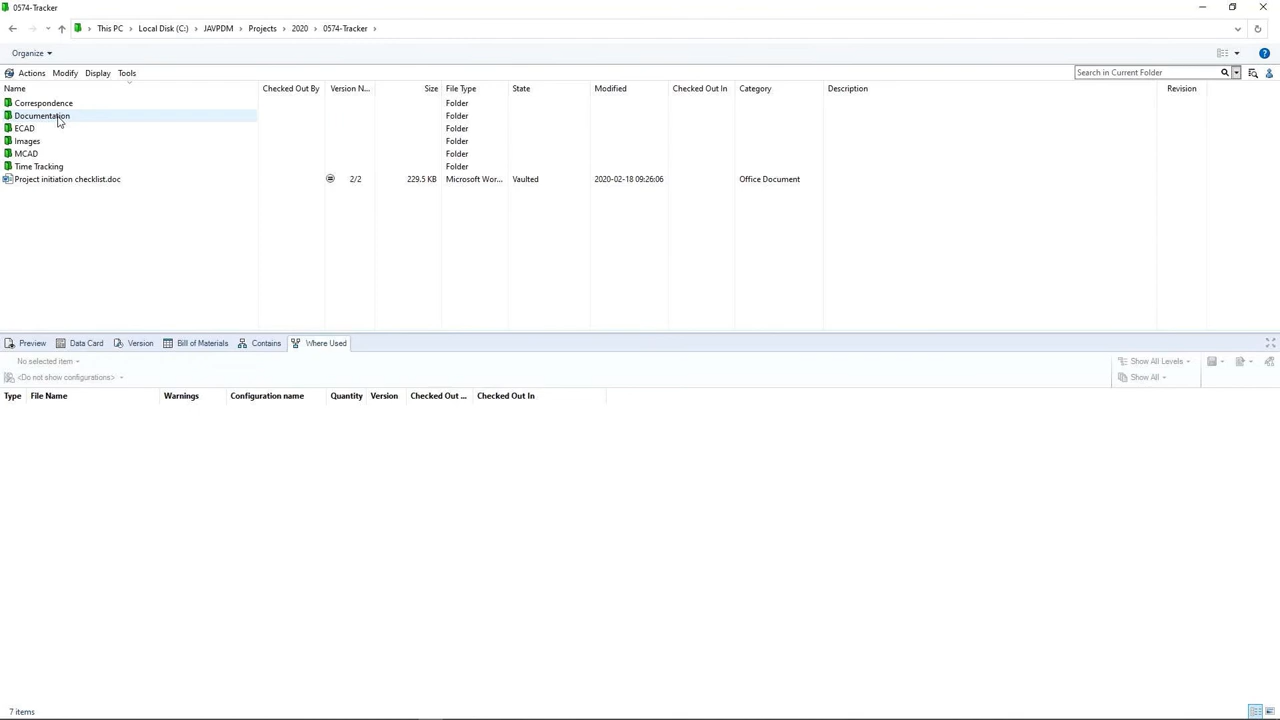 0574-Tracker
This PC > Local Disk (C:) > JAVPDM > Projects > 2020 > 0574-Tracker >
Organize
Actions Modify Display Tools Search in Current Folder
Name Checked Out By Version N... Size File Type State Modified Checked Out In Category Description Revision
Correspondence Folder
Documentation Folder
ECAD Folder
Images Folder
MCAD Folder
Time Tracking Folder
Project initiation checklist.doc 2/2 229.5 KB Microsoft Wor... Vaulted 2020-02-18 09:26:06 Office Document
Preview Data Card Version Bill of Materials Contains Where Used
No selected item Show All Levels
<Do not show configurations> Show All
Type File Name Warnings Configuration name Quantity Version Checked Out ... Checked Out In
7 items